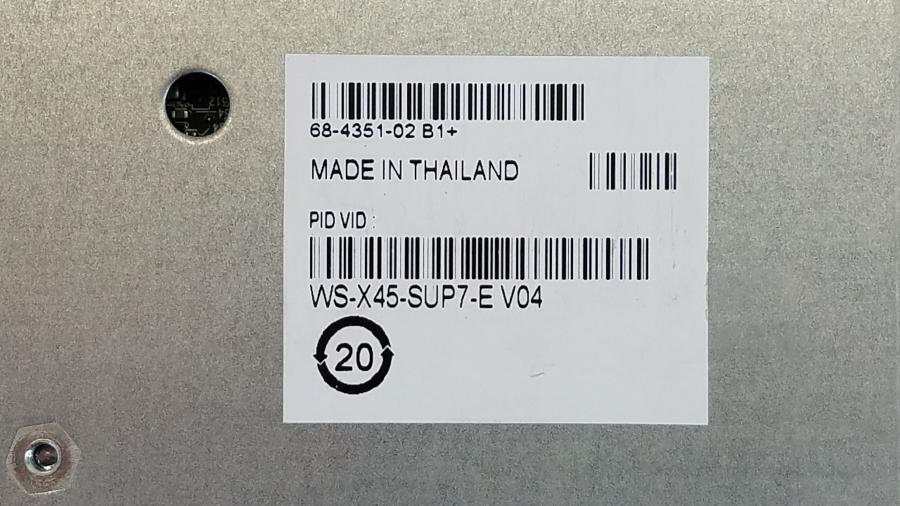 68-4351-02 B1+
MADE IN THAILAND
PID VID :
WS-X45-SUP7-E V04
20